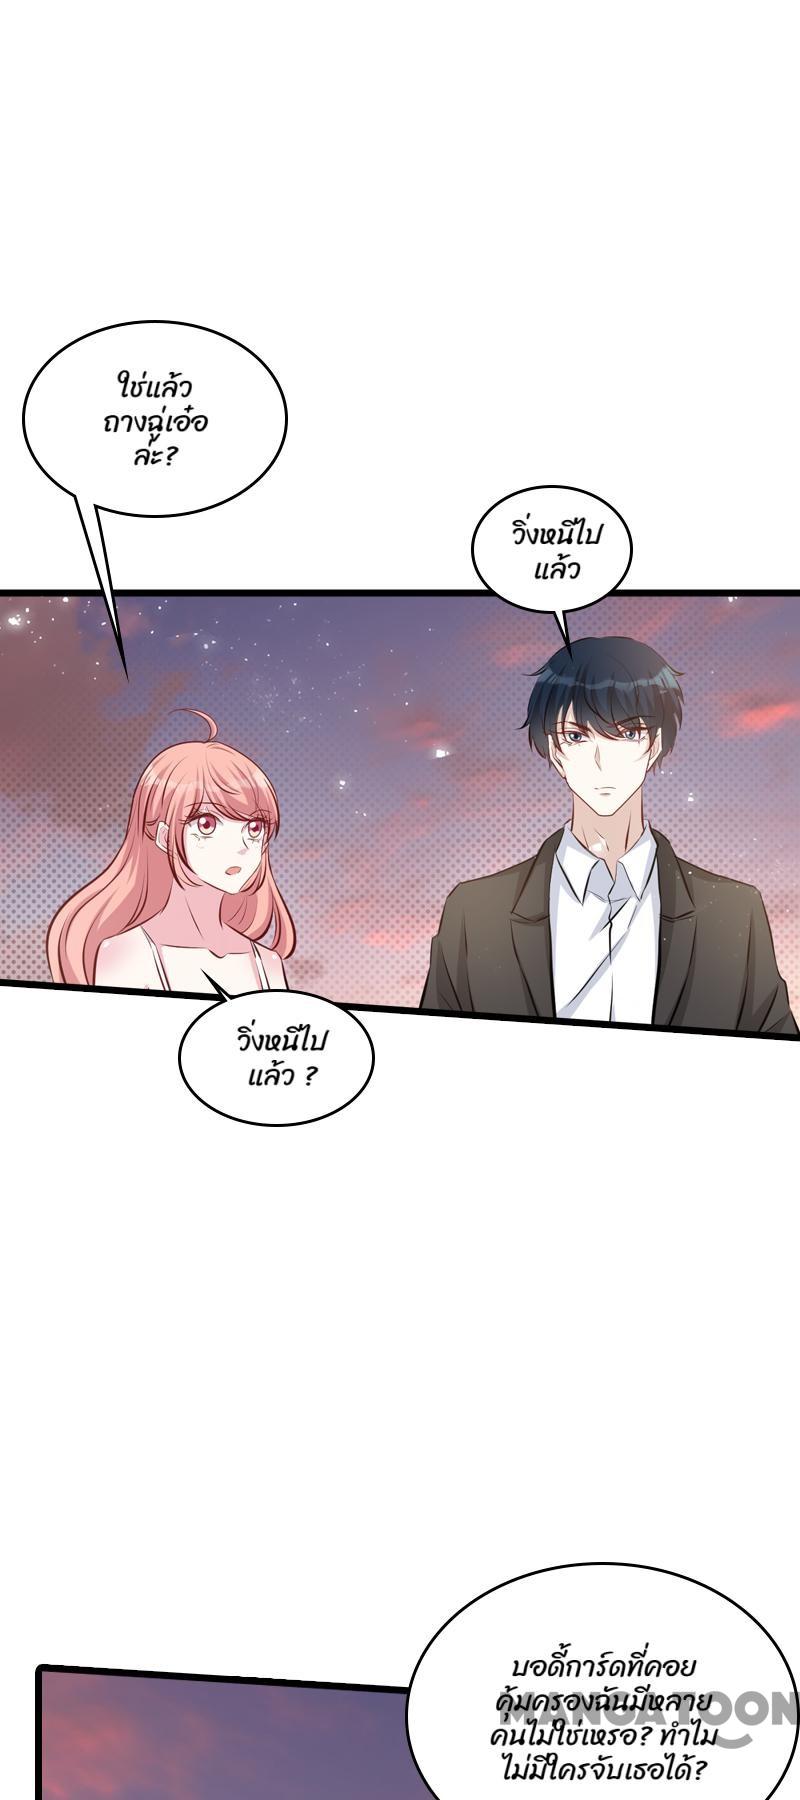 ใช่แล้ว
ถางฉู่เอ๋อ
ล่ะ?
วิ่งหนีไป
แล้ว
วิ่งหนีไป
แล้ว ?
บอดี้การ์ดที่คอย
คุ้มครองฉันมีหลาย
คนไม่ใช่เหรอ? ทำไม
ไม่มีใครจับเธอได้?
MANGATOON